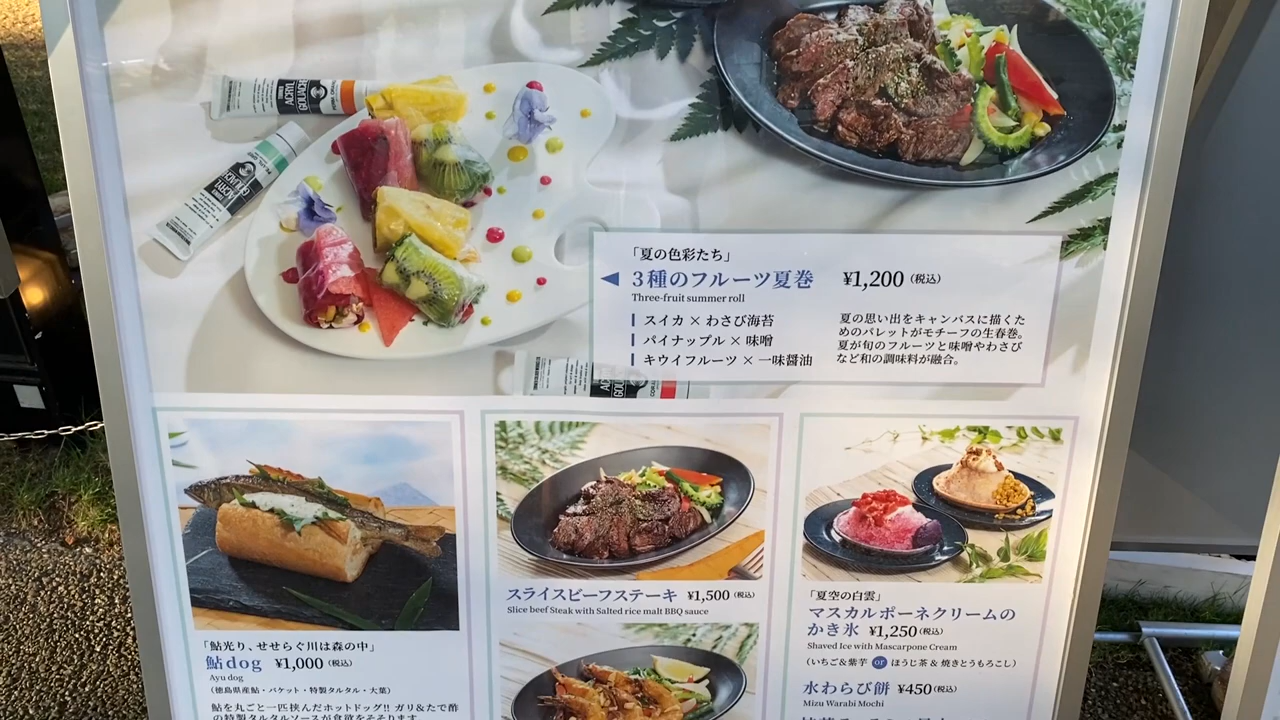 ACRYL
GOUACHE
ACRYL
GOUACHE
「夏の色彩たち」
3種のフルーツ夏巻 ¥1,200（税込）
Three-fruit summer roll
スイカ × わさび海苔
パイナップル × 味噌
キウイフルーツ × 一味醤油
夏の思い出をキャンバスに描くた
めのパレットがモチーフの生春巻。
夏が旬のフルーツと味噌やわさび
など和の調味料が融合。
ACRYL
「鮎光り、せせらぐ川は森の中」
鮎dog ¥1,000（税込）
Ayu dog
（徳島県産鮎・バケット・特製タルタル・大葉）
鮎を丸ごと一匹挟んだホットドッグ!! ガリ&たで酢
の特製タルタルソースが食欲をそそります。
スライスビーフステーキ ¥1,500（税込）
Slice beef Steak with Salted rice malt BBQ sauce
「夏空の白雲」
マスカルポーネクリームの
かき氷 ¥1,250（税込）
Shaved Ice with Mascarpone Cream
（いちご&紫芋 or ほうじ茶 & 焼きとうもろこし）
水わらび餅 ¥450（税込）
Mizu Warabi Mochi